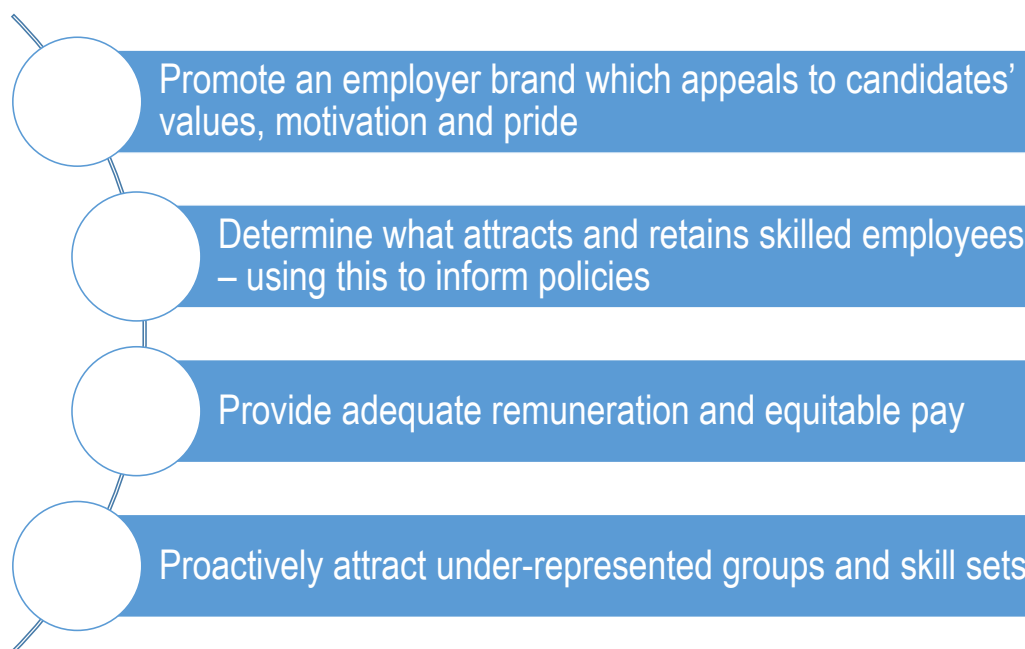 Promote an employer brand which appeals to candidates’
values, motivation and pride
Determine what attracts and retains skilled employees
– using this to inform policies
Provide adequate remuneration and equitable pay
Proactively attract under-represented groups and skill sets